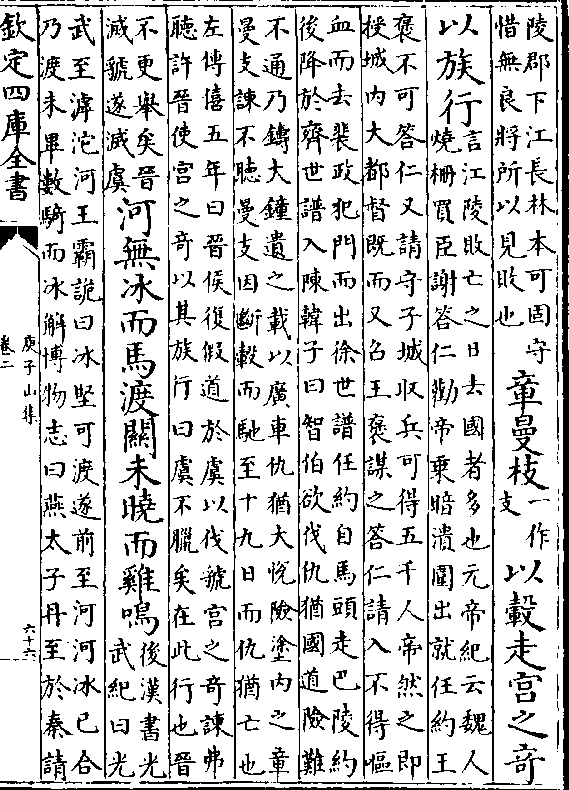 陵郡下江長林本可固守
惜無良將所以見敗也
章曼枝
一作
支
以轂走宮之奇
以族行
言江陵敗亡之日去國者多也元帝紀云魏人
燒柵買臣謝答仁勸帝乗暗潰圍出就任約王
褒不可答仁又請守子城収兵可得五千人帝然之即
授城内大都督既而又召王褒謀之答仁請入不得嘔
血而去裴政犯門而出徐世譜任約自馬頭走巴陵約
後降於齊世譜入陳韓子曰智伯欲伐仇猶國道險難
不通乃鑄大鐘遺之載以廣車仇猶大恱險塗内之章
曼支諫不聽曼支因斷轂而馳至十九日而仇猶亡也
左傳僖五年曰晉侯復假道於虞以伐虢宮之奇諫弗
聽許晉使宮之奇以其族行曰虞不臘矣在此行也晉
不更舉矣晉
滅虢遂滅虞
河無冰而馬渡關未曉而雞鳴
後漢書光
武紀曰光
武至滹沱河王霸詭曰冰堅可渡遂前至河河冰已合
乃渡未畢數騎而冰解博物志曰燕太子丹至於秦請
欽定四庫全書
庾子山集
卷二
六十六